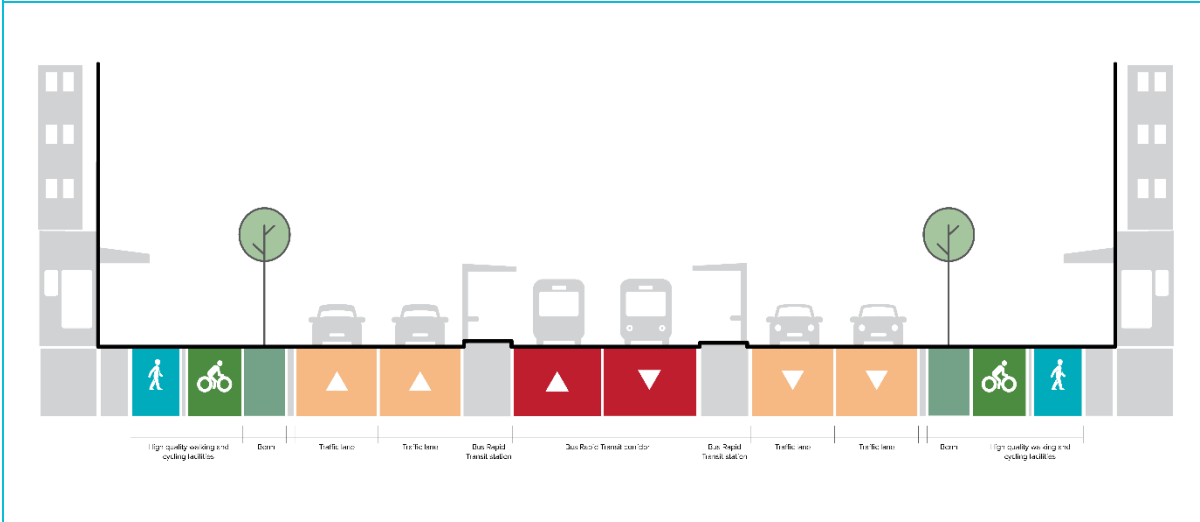 High quality walking and
cycling facilities
Berm
Traffic lane
Traffic lane
Bus Rapid
Transit station
Bus Rapid Transit corridor
Bus Rapid
Transit station
Traffic lane
Traffic lane
Berm
High quality walking and
cycling facilities